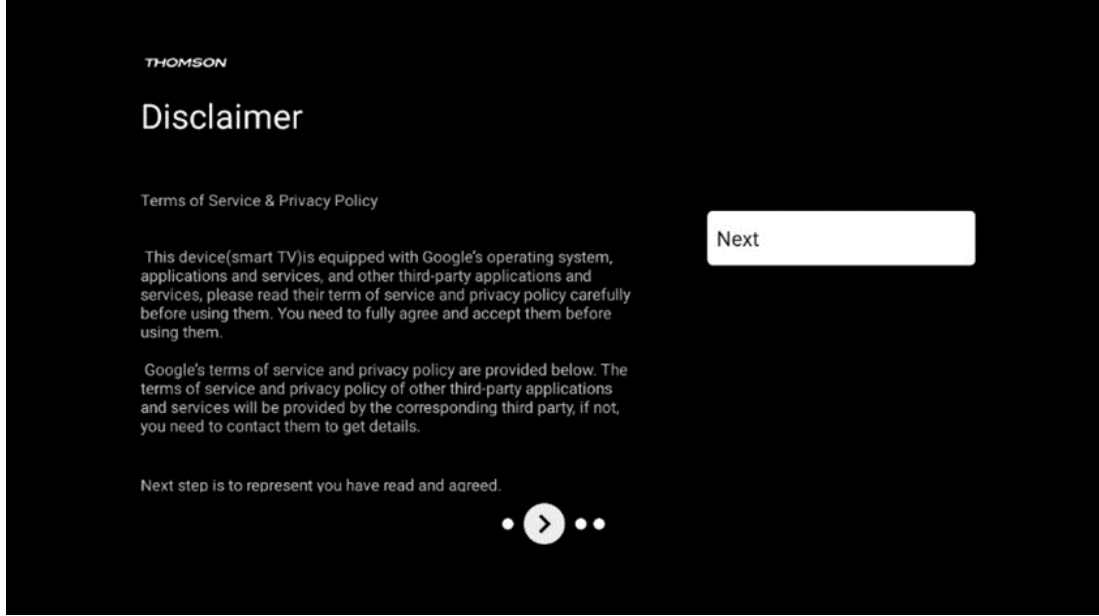 THOMSON
Disclaimer
Terms of Service & Privacy Policy
This device(smart TV)is equipped with Google's operating system,
applications and services, and other third-party applications and
services, please read their term of service and privacy policy carefully
before using them. You need to fully agree and accept them before
using them.
Google's terms of service and privacy policy are provided below. The
terms of service and privacy policy of other third-party applications
and services will be provided by the corresponding third party, if not,
you need to contact them to get details.
Next step is to represent you have read and agreed.
Next